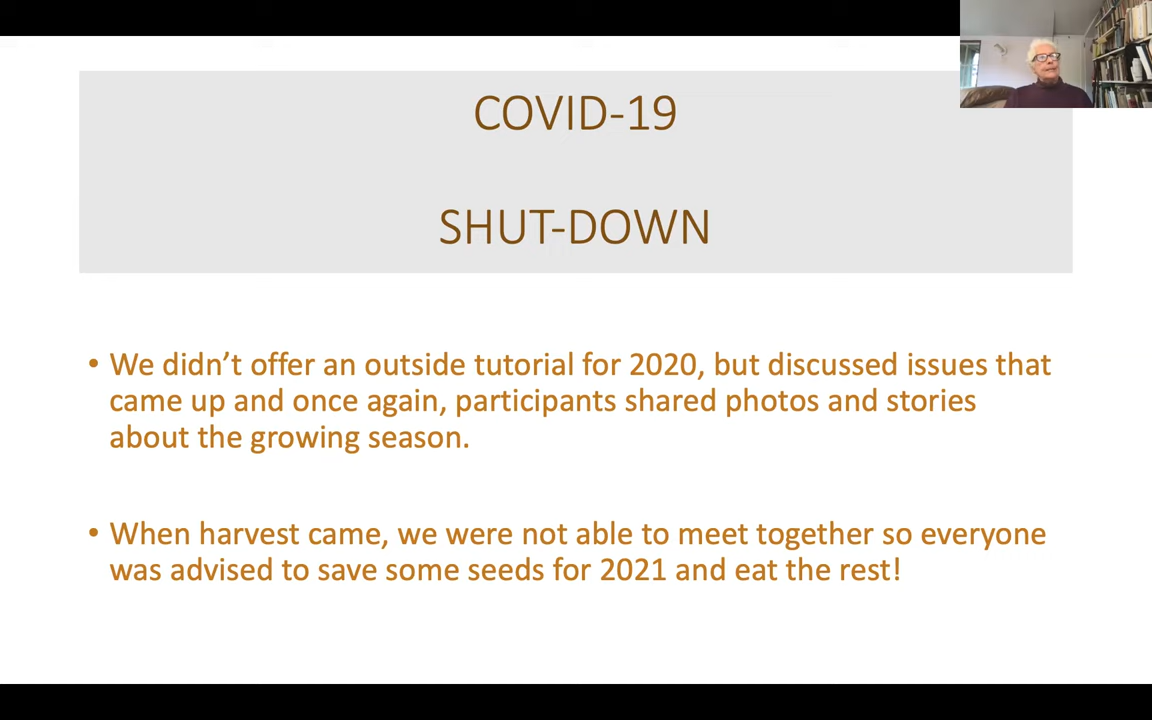 COVID-19
SHUT-DOWN
• We didn’t offer an outside tutorial for 2020, but discussed issues that
came up and once again, participants shared photos and stories
about the growing season.
• When harvest came, we were not able to meet together so everyone
was advised to save some seeds for 2021 and eat the rest!